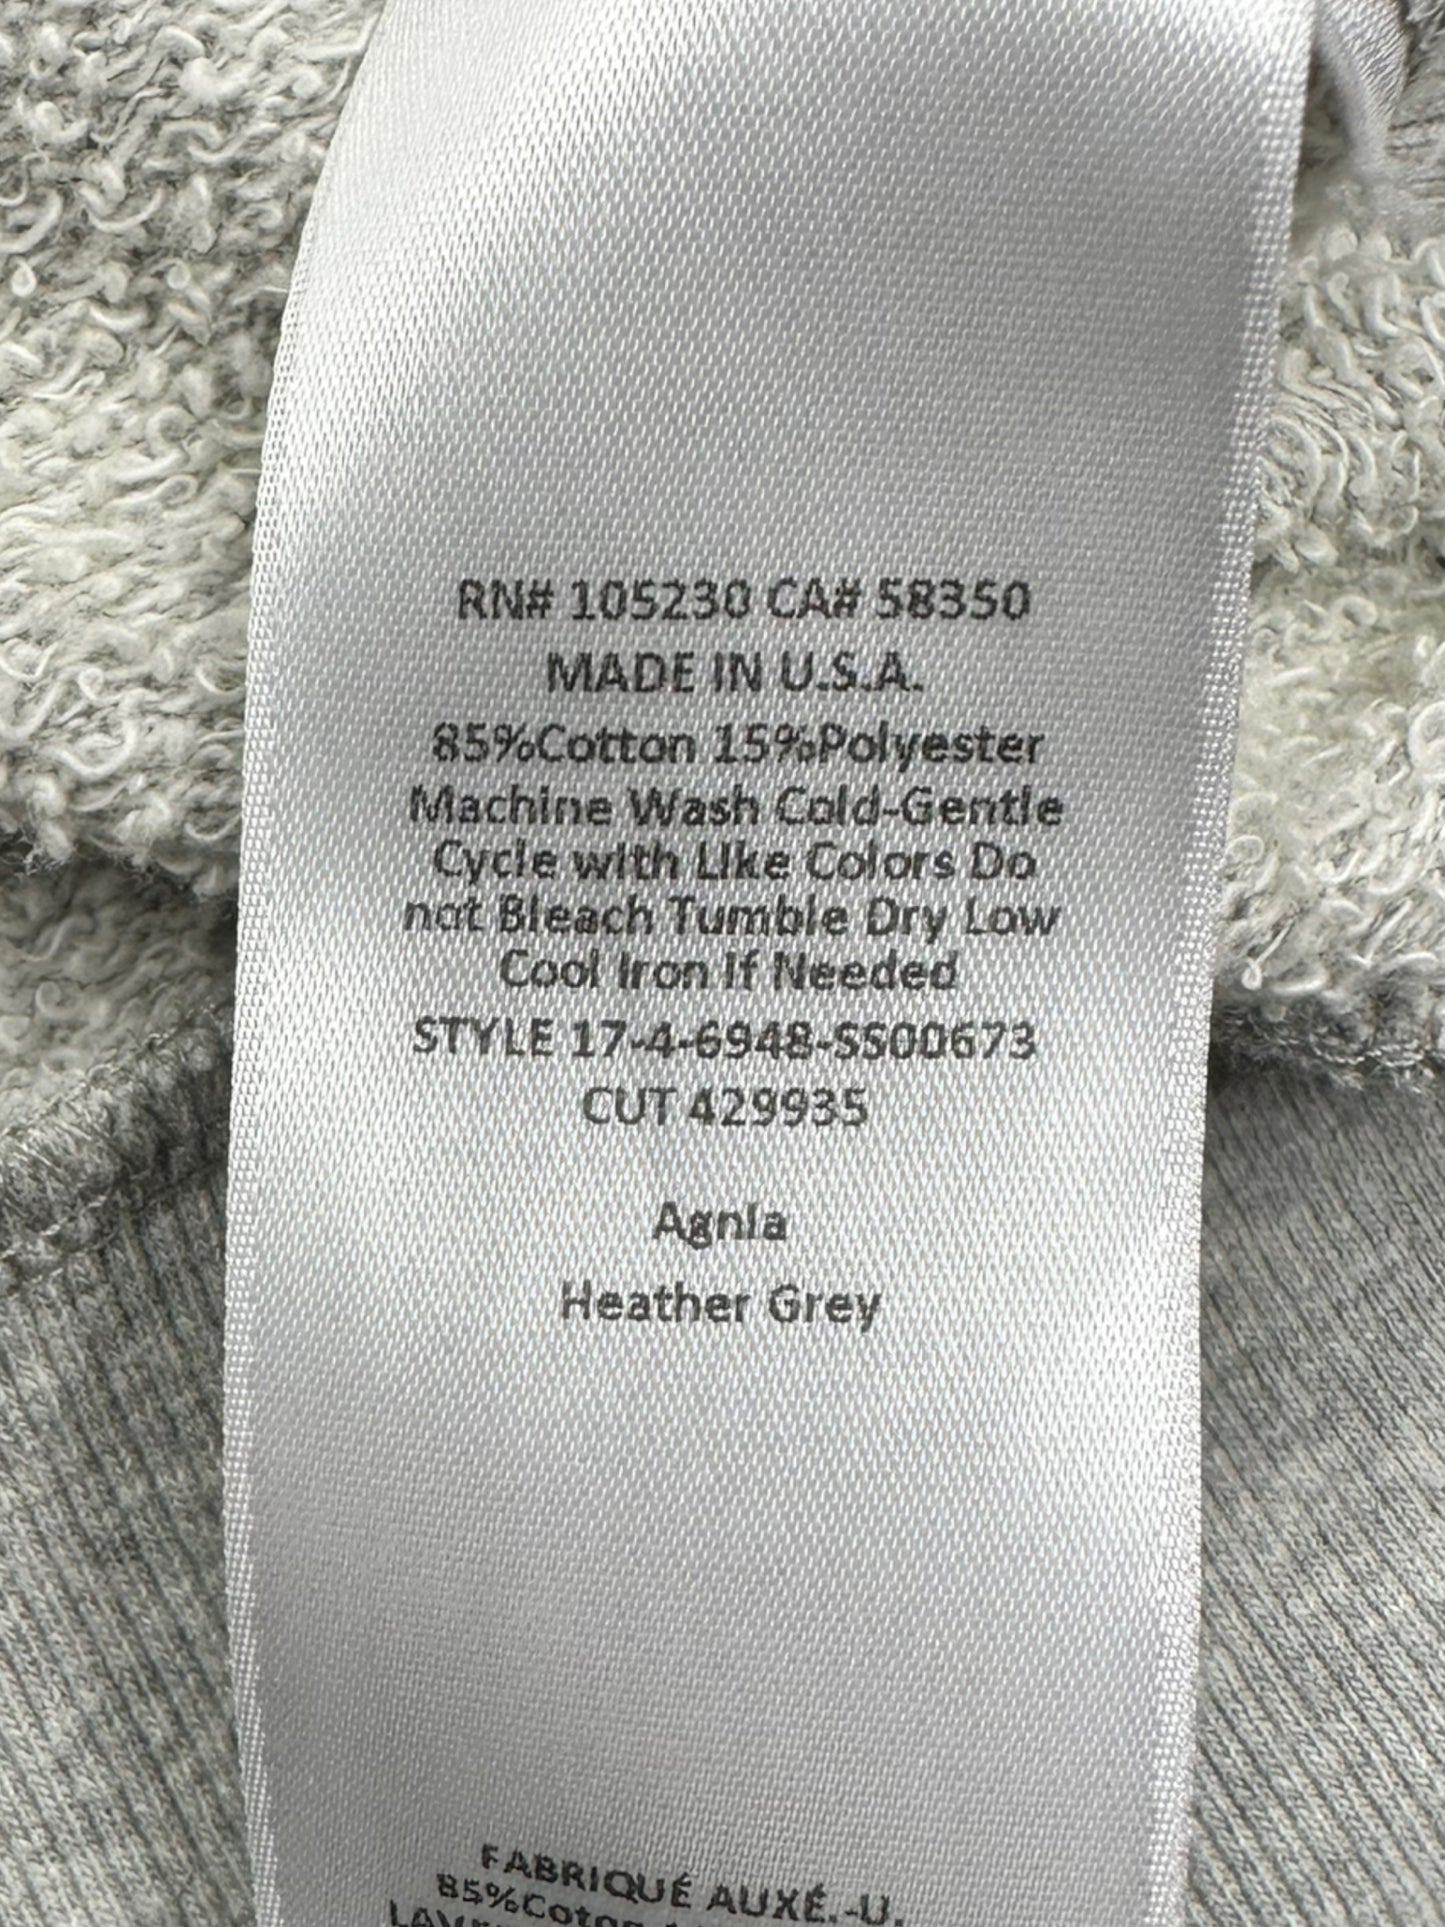 RN# 105230 CA# 58350
MADE IN U.S.A.
85%Cotton 15%Polyester
Machine Wash Cold-Gentle
Cycle with Like Colors Do
not Bleach Tumble Dry Low
Cool Iron If Needed
STYLE 17-4-6948-SS00673
CUT 429935
Agnia
Heather Grey
FABRIQUÉ AUXÉ.-U.